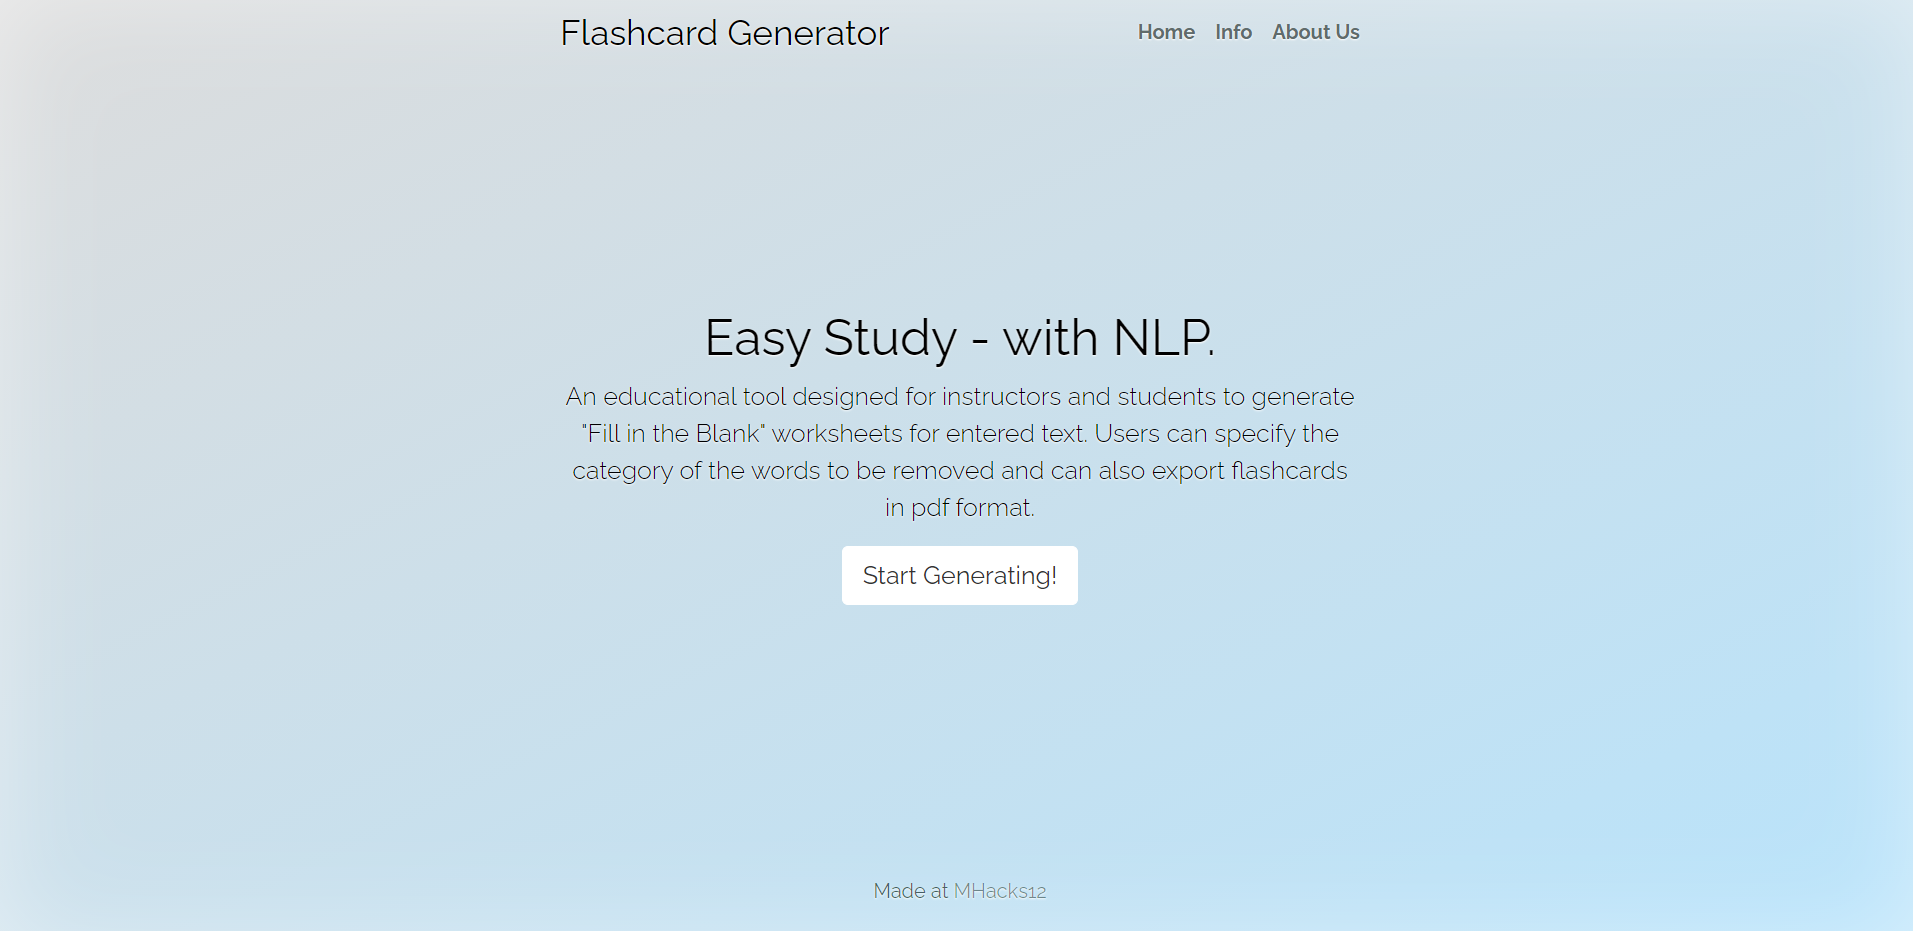 Flashcard Generator
Home Info About Us
Easy Study - with NLP.
An educational tool designed for instructors and students to generate
"Fill in the Blank" worksheets for entered text. Users can specify the
category of the words to be removed and can also export flashcards
in pdf format.
Start Generating!
Made at MHacks12